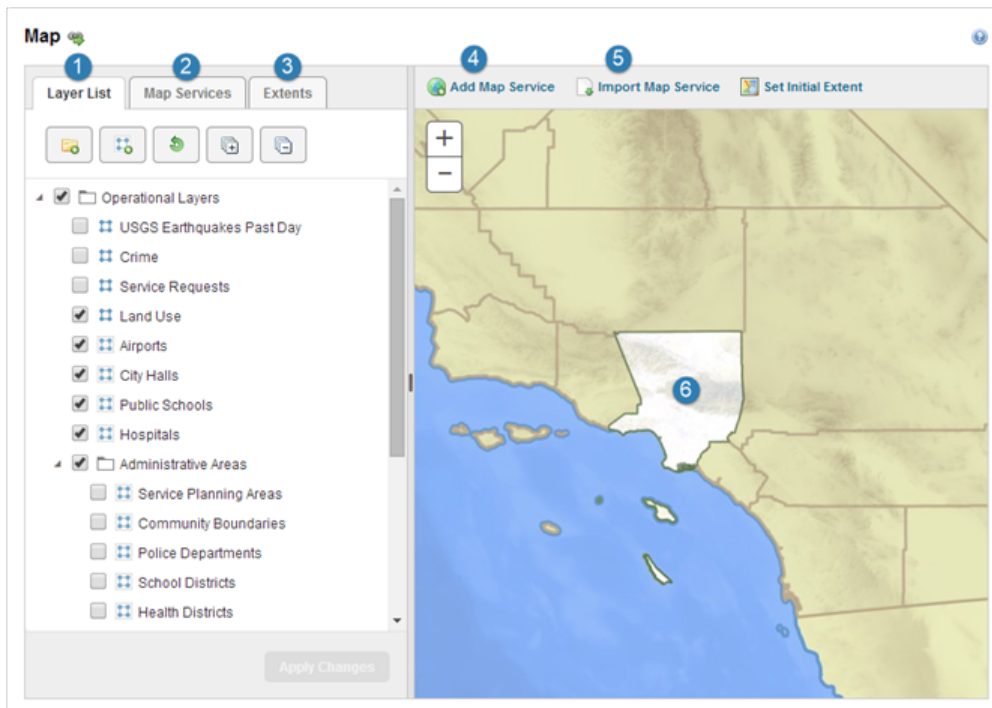 Map
1 2 3 4 5
Layer List Map Services Extents Add Map Service Import Map Service Set Initial Extent
+
−
Operational Layers
USGS Earthquakes Past Day
Crime
Service Requests
Land Use
Airports
City Halls
6
Public Schools
Hospitals
Administrative Areas
Service Planning Areas
Community Boundaries
Police Departments
School Districts
Health Districts
Apply Changes